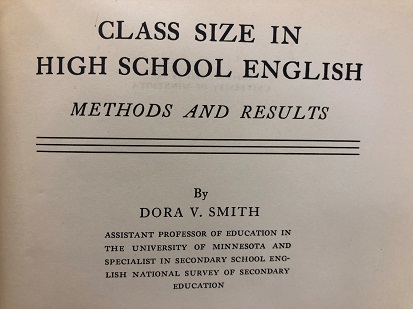 CLASS SIZE IN
HIGH SCHOOL ENGLISH
METHODS AND RESULTS
By
DORA V. SMITH
ASSISTANT PROFESSOR OF EDUCATION IN
THE UNIVERSITY OF MINNESOTA AND
SPECIALIST IN SECONDARY SCHOOL ENG-
LISH NATIONAL SURVEY OF SECONDARY
EDUCATION